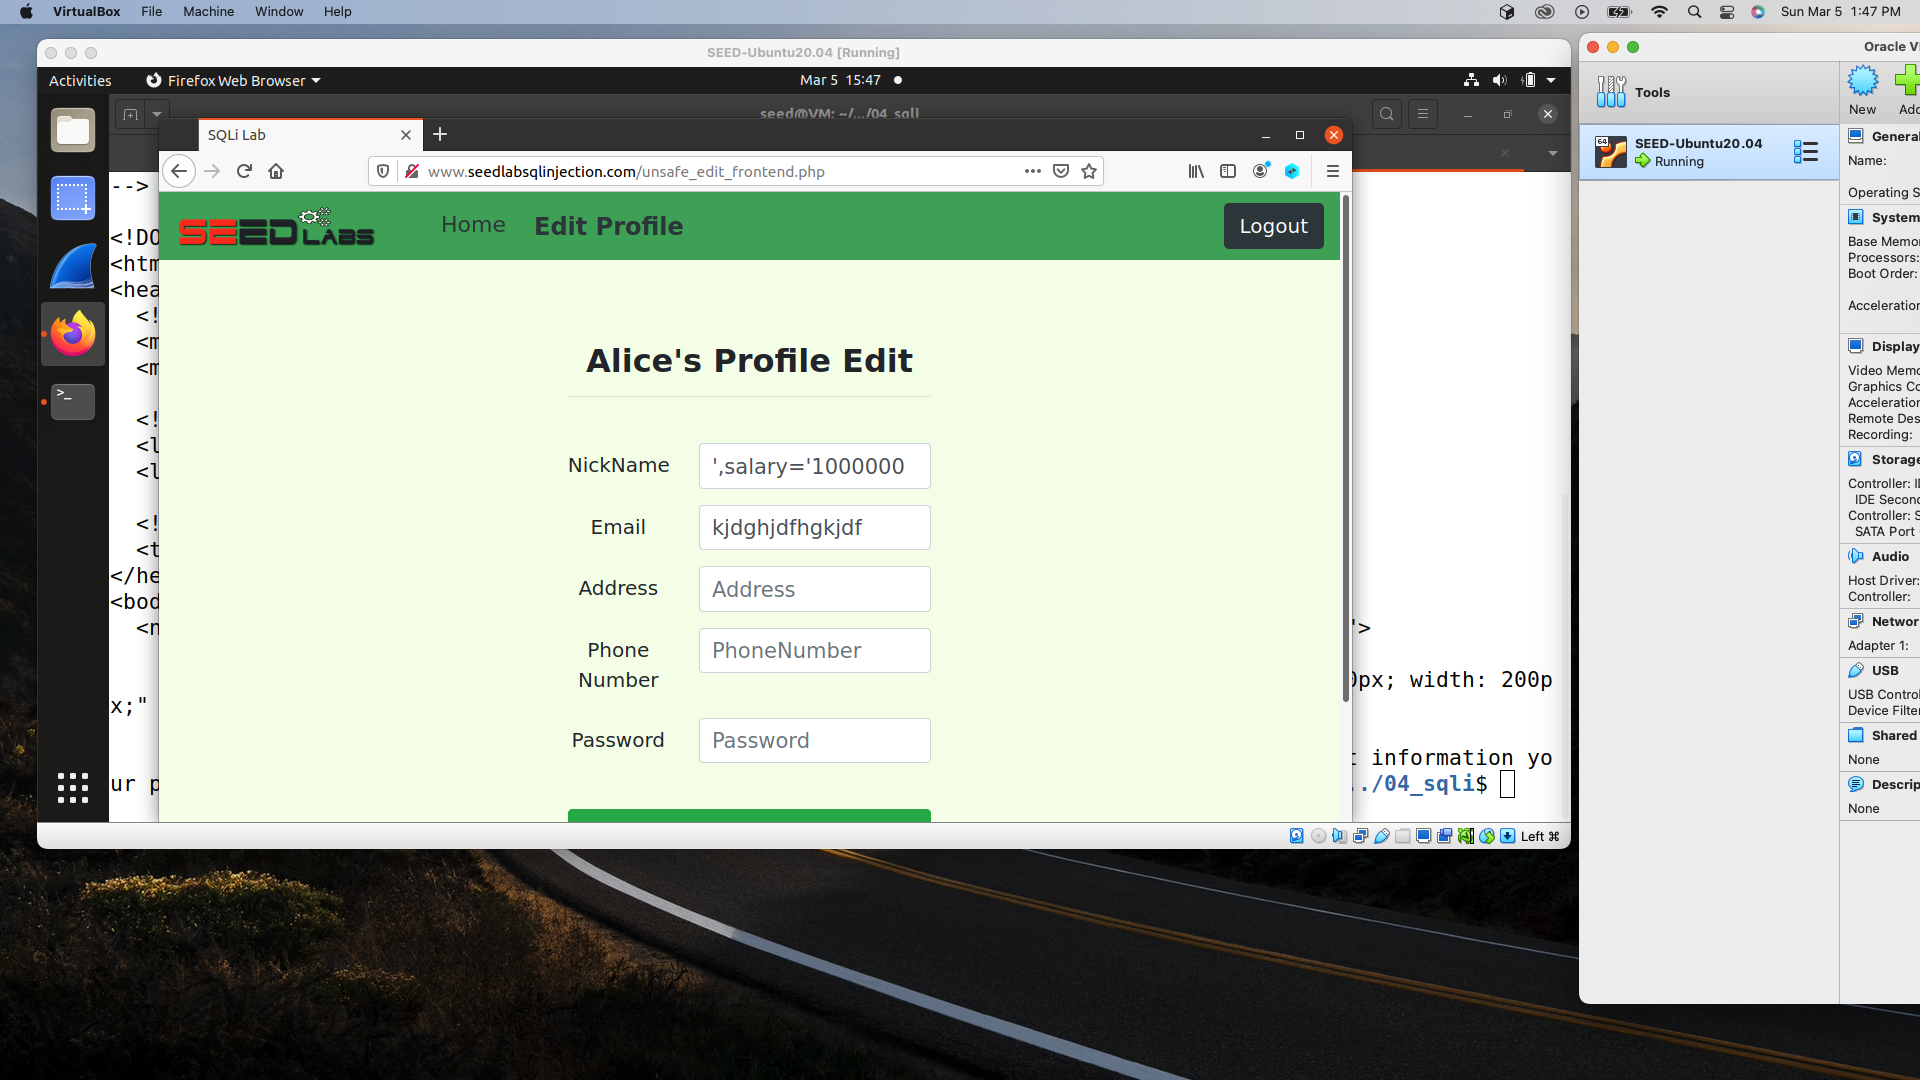 VirtualBox File Machine Window Help
Sun Mar 5 1:47 PM
SEED-Ubuntu20.04 [Running]
Activities
Firefox Web Browser
Mar 5 15:47
seed@VM: ~/.../04_sqli
SQLi Lab
www.seedlabsqlinjection.com/unsafe_edit_frontend.php
SEED LABS
Home
Edit Profile
Logout
Alice's Profile Edit
NickName
',salary='1000000
Email
kjdghjdfhgkjdf
Address
Address
Phone Number
PhoneNumber
Password
Password
-->
<!DO
<htm
<hea
<!
<m
<m
<!
<l
<l
<!
<t
</he
<bod
<n
x;"
ur p
">
px; width: 200p
information yo
../04_sqli$
Left ⌘
Oracle V
Tools
New
Add
64
SEED-Ubuntu20.04
Running
General
Name:
Operating S
System
Base Memo
Processors:
Boot Order:
Acceleration
Display
Video Memo
Graphics Co
Acceleration
Remote Des
Recording:
Storage
Controller: I
IDE Second
Controller: S
SATA Port
Audio
Host Driver:
Controller:
Networ
Adapter 1:
USB
USB Control
Device Filter
Shared
None
Descrip
None